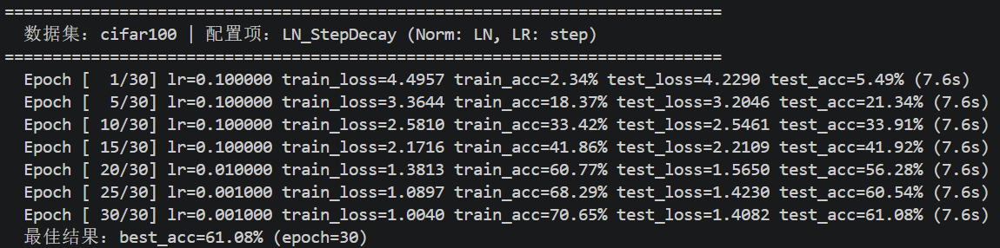 ===========================================================================
数据集：cifar100 | 配置项：LN_StepDecay (Norm: LN, LR: step)
===========================================================================
Epoch [  1/30] lr=0.100000 train_loss=4.4957 train_acc=2.34% test_loss=4.2290 test_acc=5.49% (7.6s)
Epoch [  5/30] lr=0.100000 train_loss=3.3644 train_acc=18.37% test_loss=3.2046 test_acc=21.34% (7.6s)
Epoch [ 10/30] lr=0.100000 train_loss=2.5810 train_acc=33.42% test_loss=2.5461 test_acc=33.91% (7.6s)
Epoch [ 15/30] lr=0.100000 train_loss=2.1716 train_acc=41.86% test_loss=2.2109 test_acc=41.92% (7.6s)
Epoch [ 20/30] lr=0.010000 train_loss=1.3813 train_acc=60.77% test_loss=1.5650 test_acc=56.28% (7.6s)
Epoch [ 25/30] lr=0.001000 train_loss=1.0897 train_acc=68.29% test_loss=1.4230 test_acc=60.54% (7.6s)
Epoch [ 30/30] lr=0.001000 train_loss=1.0040 train_acc=70.65% test_loss=1.4082 test_acc=61.08% (7.6s)
最佳结果：best_acc=61.08% (epoch=30)